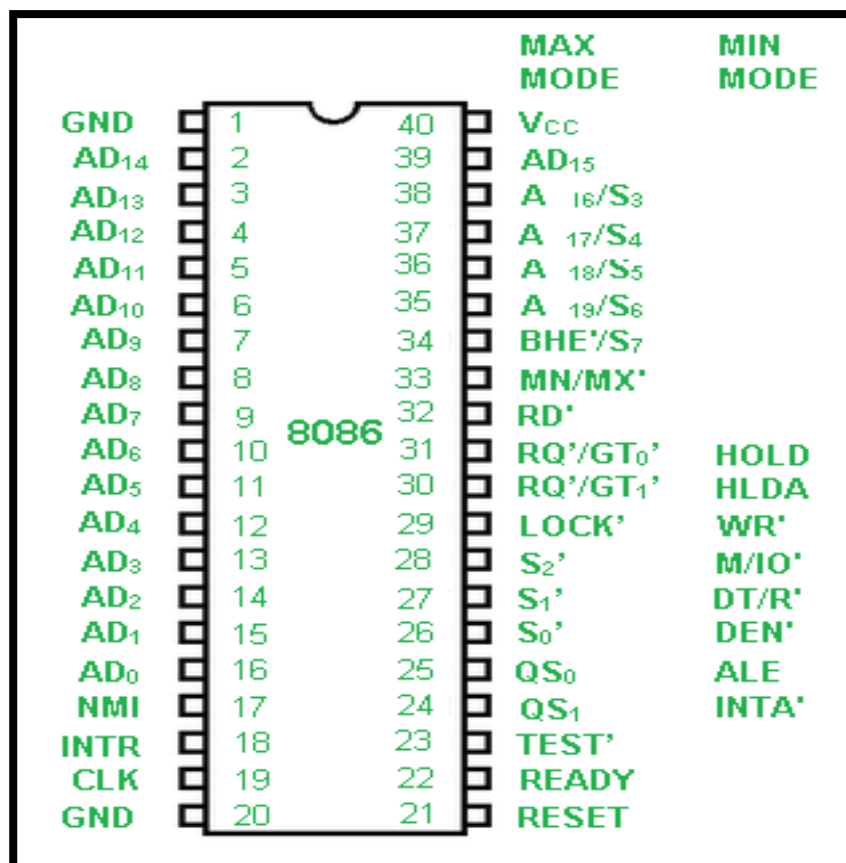 MAX MIN
MODE MODE
GND 1 40 Vcc
AD14 2 39 AD15
AD13 3 38 A 16/S3
AD12 4 37 A 17/S4
AD11 5 36 A 18/S5
AD10 6 35 A 19/S6
AD9 7 34 BHE'/S7
AD8 8 33 MN/MX'
AD7 9 32 RD'
8086
AD6 10 31 RQ’/GT0’ HOLD
AD5 11 30 RQ’/GT1’ HLDA
AD4 12 29 LOCK’ WR'
AD3 13 28 S2’ M/IO'
AD2 14 27 S1’ DT/R'
AD1 15 26 S0’ DEN'
AD0 16 25 QS0 ALE
NMI 17 24 QS1 INTA'
INTR 18 23 TEST’
CLK 19 22 READY
GND 20 21 RESET